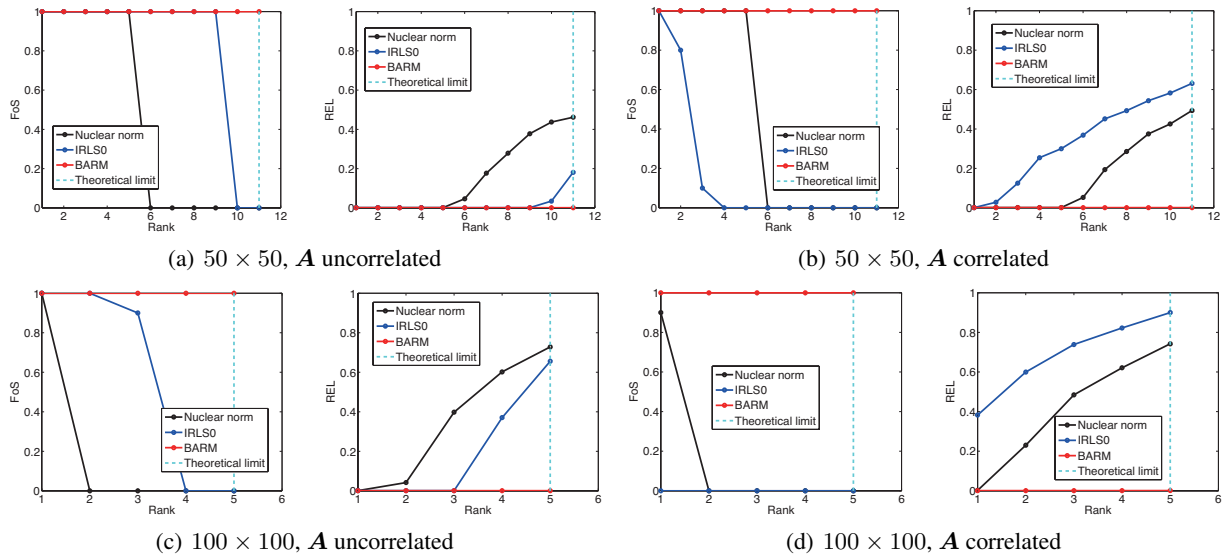 1
0.8
0.6
0.4
0.2
0
FoS
2 4 6 8 10 12
Rank
Nuclear norm
IRLS0
BARM
Theoretical limit
1
0.8
0.6
0.4
0.2
0
REL
2 4 6 8 10 12
Rank
Nuclear norm
IRLS0
BARM
Theoretical limit
(a) 50 × 50, A uncorrelated
1
0.8
0.6
0.4
0.2
0
FoS
2 4 6 8 10 12
Rank
Nuclear norm
IRLS0
BARM
Theoretical limit
1
0.8
0.6
0.4
0.2
0
REL
2 4 6 8 10 12
Rank
Nuclear norm
IRLS0
BARM
Theoretical limit
(b) 50 × 50, A correlated
1
0.8
0.6
0.4
0.2
0
FoS
1 2 3 4 5 6
Rank
Nuclear norm
IRLS0
BARM
Theoretical limit
1
0.8
0.6
0.4
0.2
0
REL
1 2 3 4 5 6
Rank
Nuclear norm
IRLS0
BARM
Theoretical limit
(c) 100 × 100, A uncorrelated
1
0.8
0.6
0.4
0.2
0
FoS
1 2 3 4 5 6
Rank
Nuclear norm
IRLS0
BARM
Theoretical limit
1
0.8
0.6
0.4
0.2
0
REL
1 2 3 4 5 6
Rank
Nuclear norm
IRLS0
BARM
Theoretical limit
(d) 100 × 100, A correlated